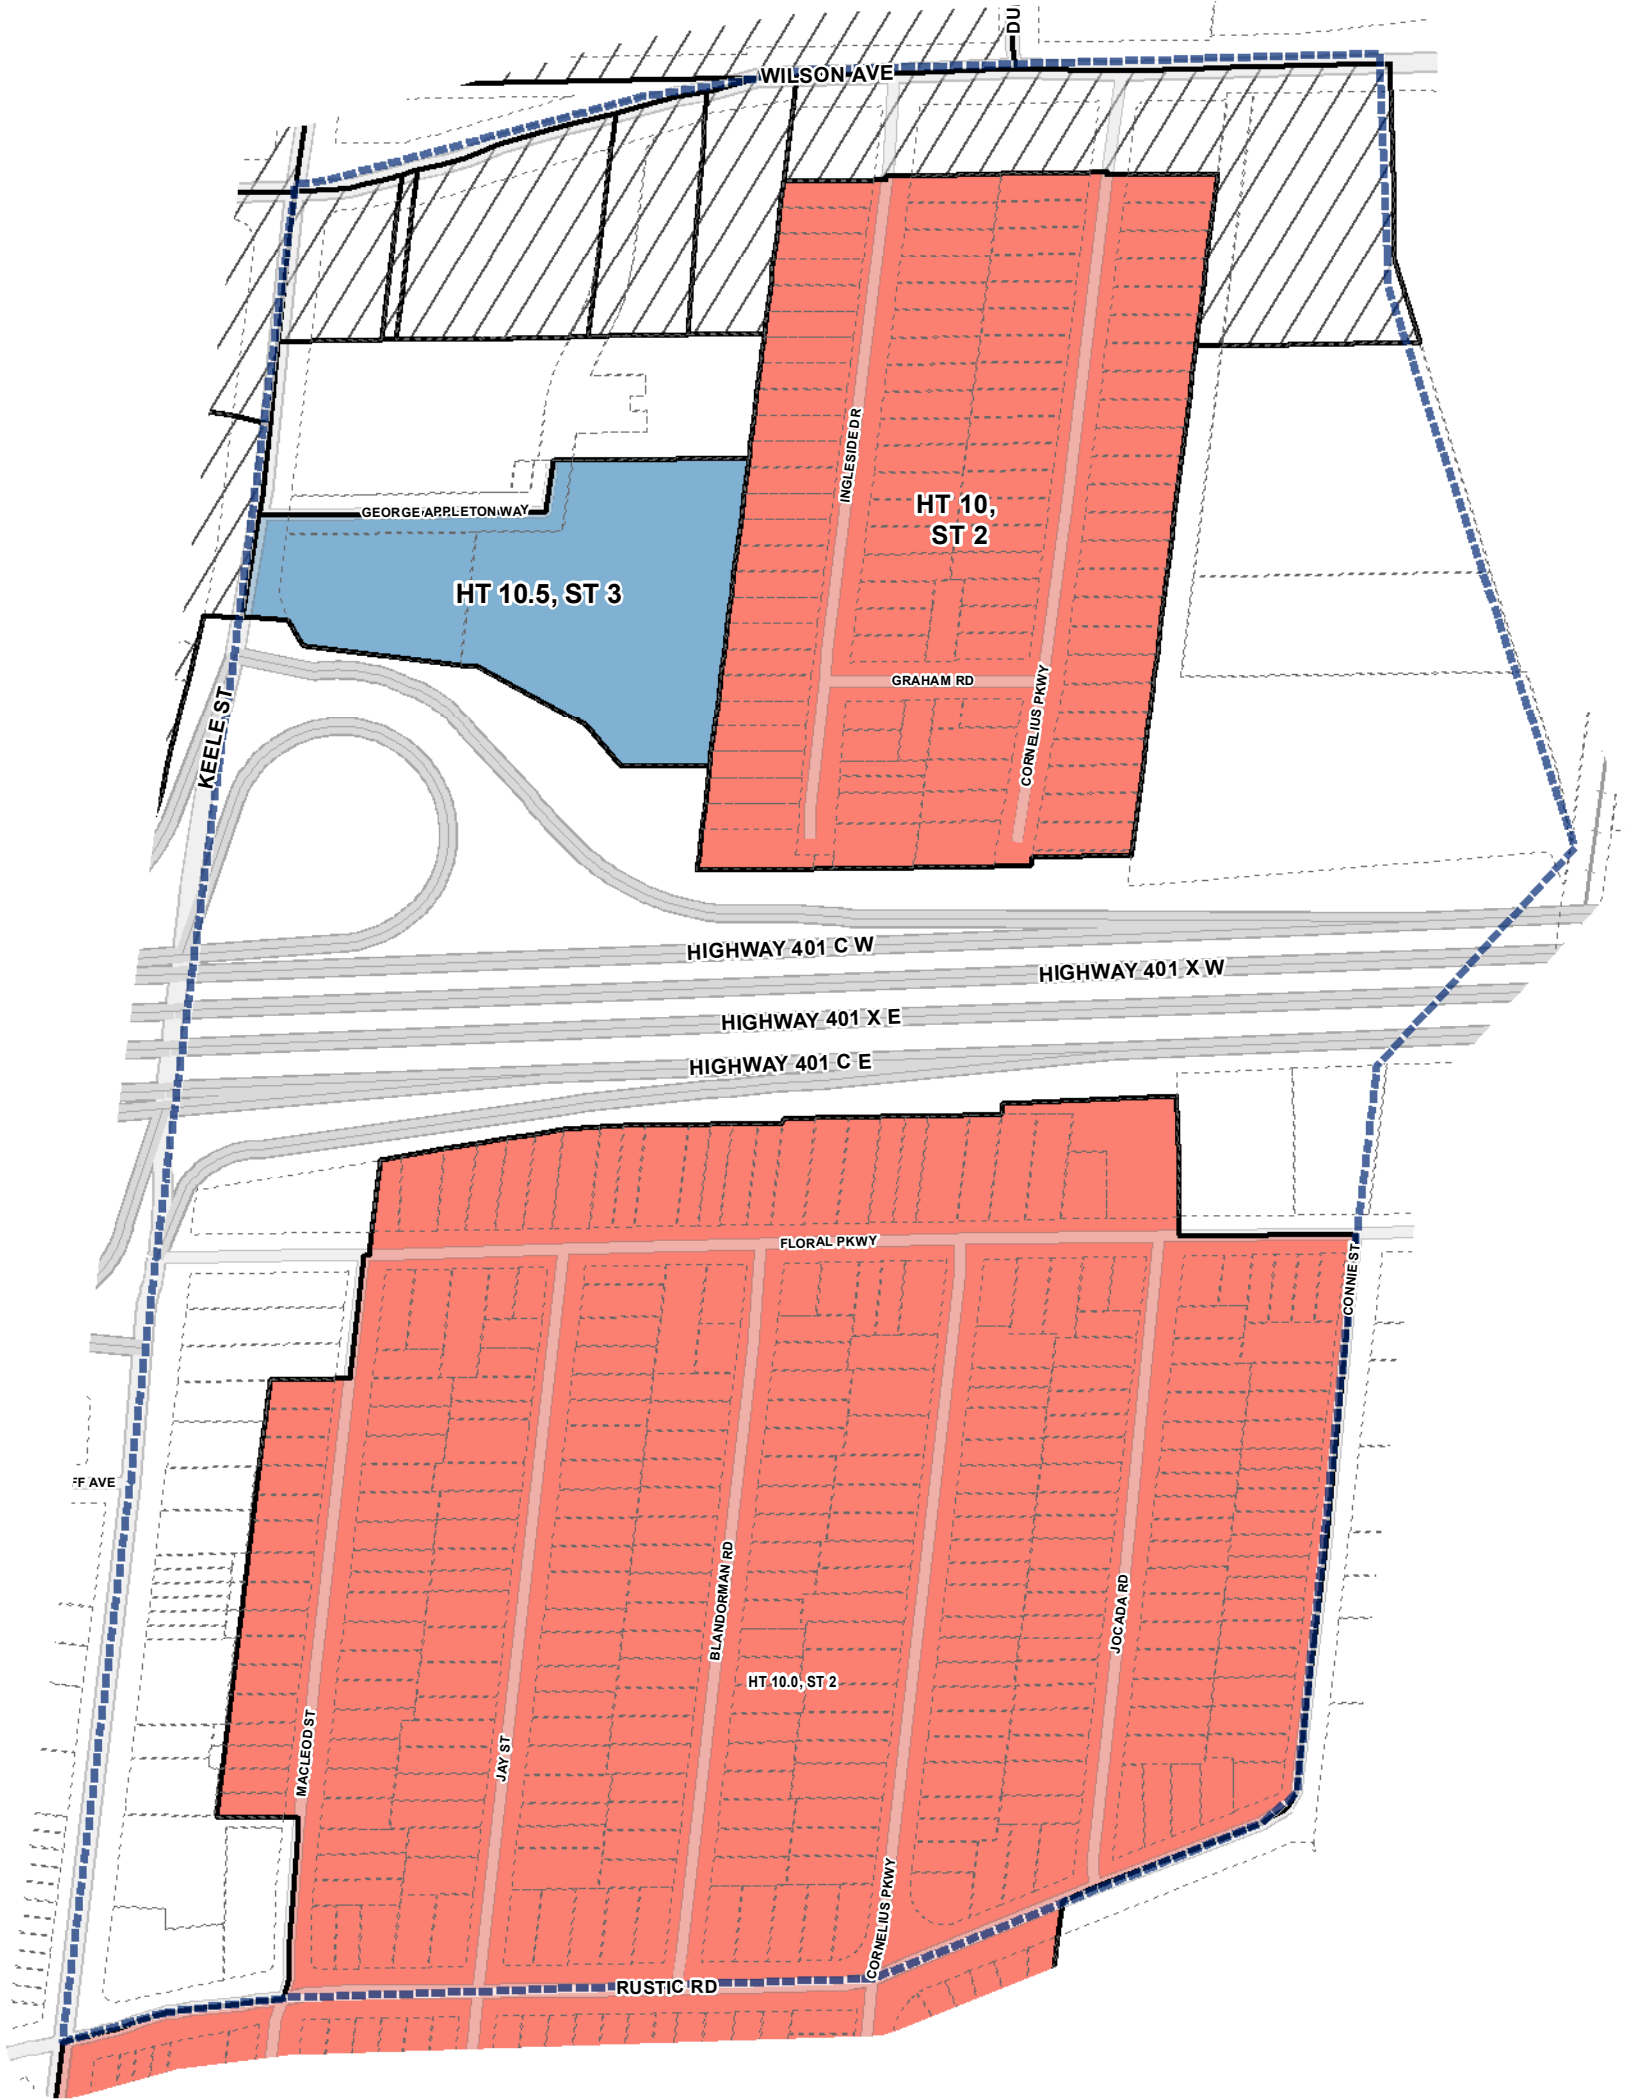 DU
WILSON AVE
INGLESIDE DR
HT 10,
ST 2
GEORGE APPLETON WAY
HT 10.5, ST 3
GRAHAM RD
CORNELIUS PKWY
KEELE ST
HIGHWAY 401 C W
HIGHWAY 401 X W
HIGHWAY 401 X E
HIGHWAY 401 C E
FLORAL PKWY
CONNIE ST
FF AVE
BLANDORMAN RD
JOCADA RD
HT 10.0, ST 2
MACLEOD ST
JAY ST
CORNELIUS PKWY
RUSTIC RD